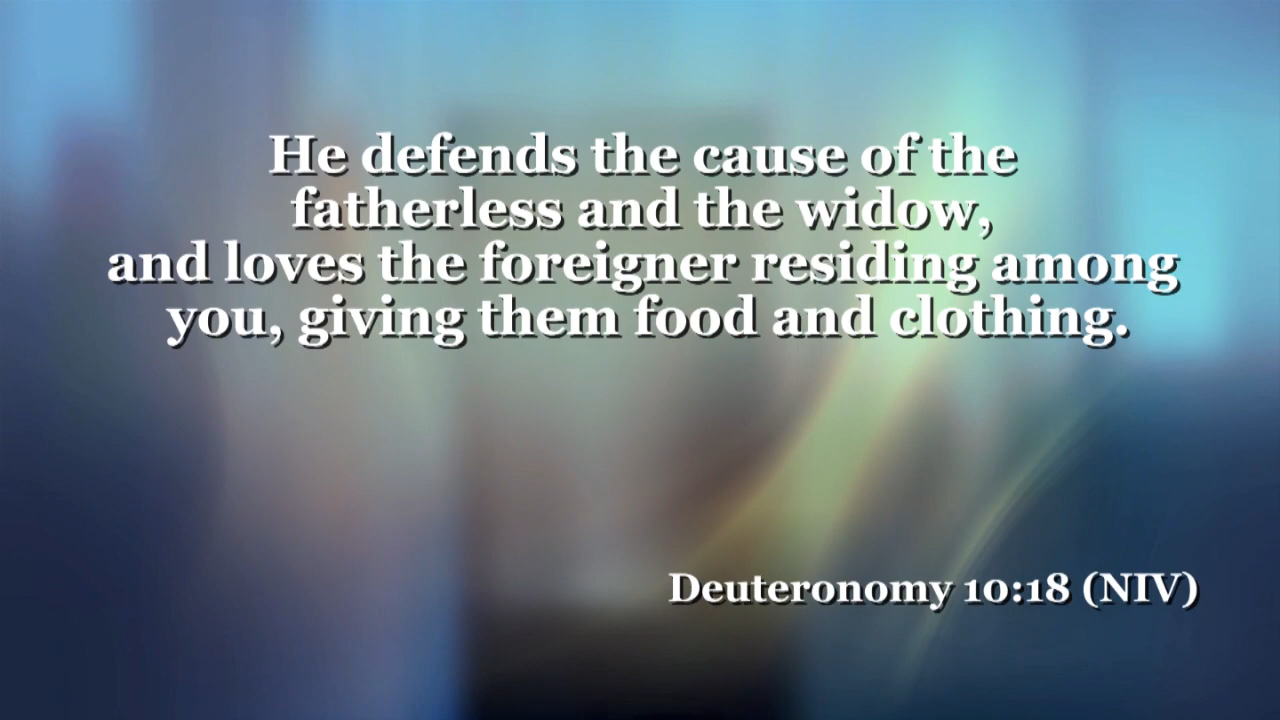 He defends the cause of the
fatherless and the widow,
and loves the foreigner residing among
you, giving them food and clothing.
Deuteronomy 10:18 (NIV)